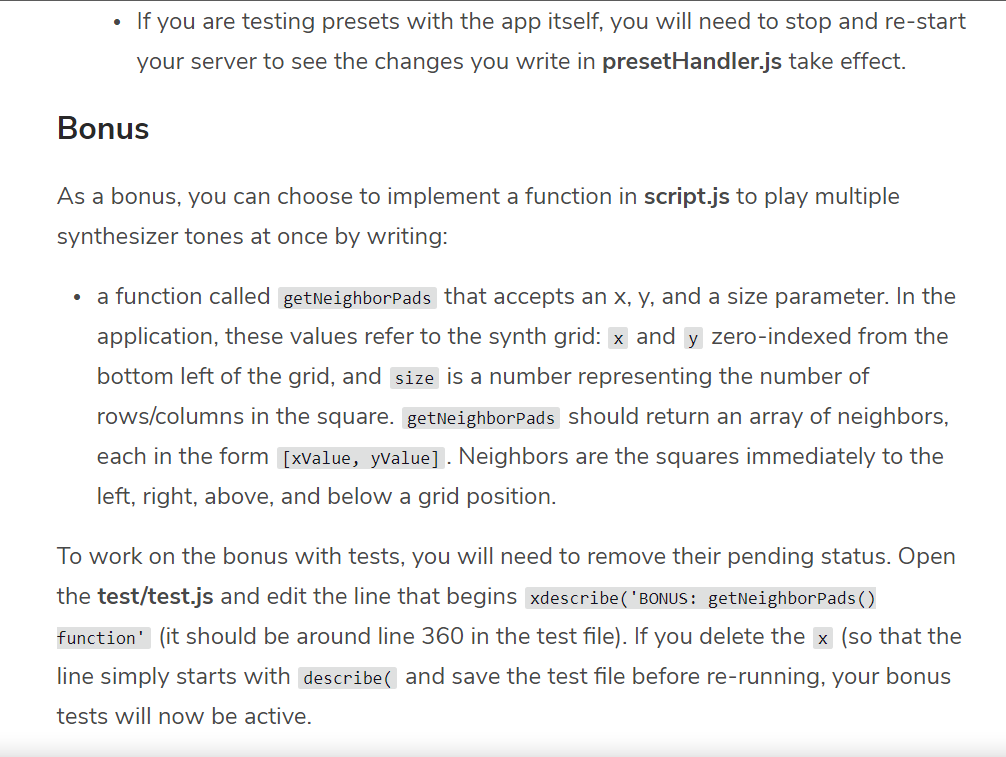 • If you are testing presets with the app itself, you will need to stop and re-start
your server to see the changes you write in presetHandler.js take effect.
Bonus
As a bonus, you can choose to implement a function in script.js to play multiple
synthesizer tones at once by writing:
• a function called getNeighborPads that accepts an x, y, and a size parameter. In the
application, these values refer to the synth grid: x and y zero-indexed from the
bottom left of the grid, and size is a number representing the number of
rows/columns in the square. getNeighborPads should return an array of neighbors,
each in the form [xValue, yValue]. Neighbors are the squares immediately to the
left, right, above, and below a grid position.
To work on the bonus with tests, you will need to remove their pending status. Open
the test/test.js and edit the line that begins xdescribe('BONUS: getNeighborPads()
function' (it should be around line 360 in the test file). If you delete the x (so that the
line simply starts with describe( and save the test file before re-running, your bonus
tests will now be active.